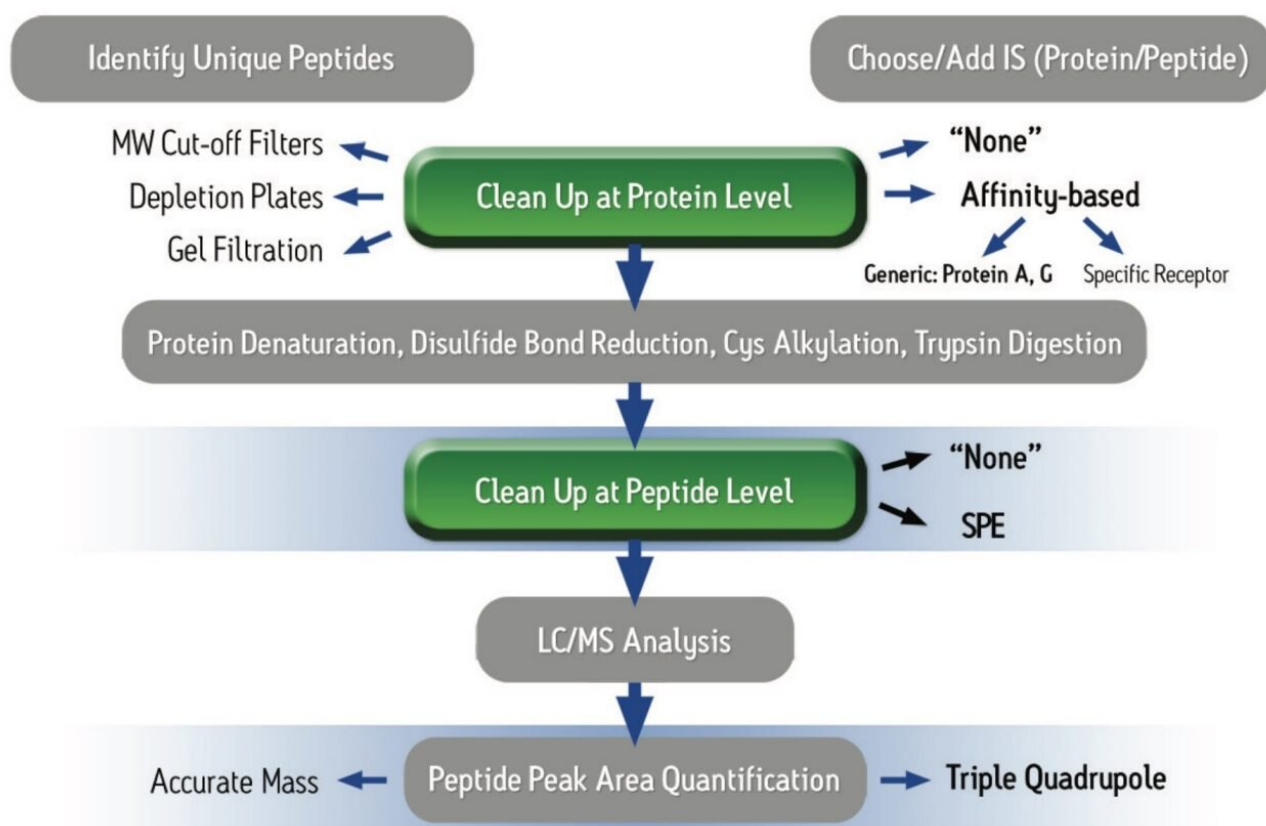 Identify Unique Peptides
Choose/Add IS (Protein/Peptide)
MW Cut-off Filters
Depletion Plates
Gel Filtration
Clean Up at Protein Level
“None”
Affinity-based
Generic: Protein A, G
Specific Receptor
Protein Denaturation, Disulfide Bond Reduction, Cys Alkylation, Trypsin Digestion
Clean Up at Peptide Level
“None”
SPE
LC/MS Analysis
Accurate Mass
Peptide Peak Area Quantification
Triple Quadrupole